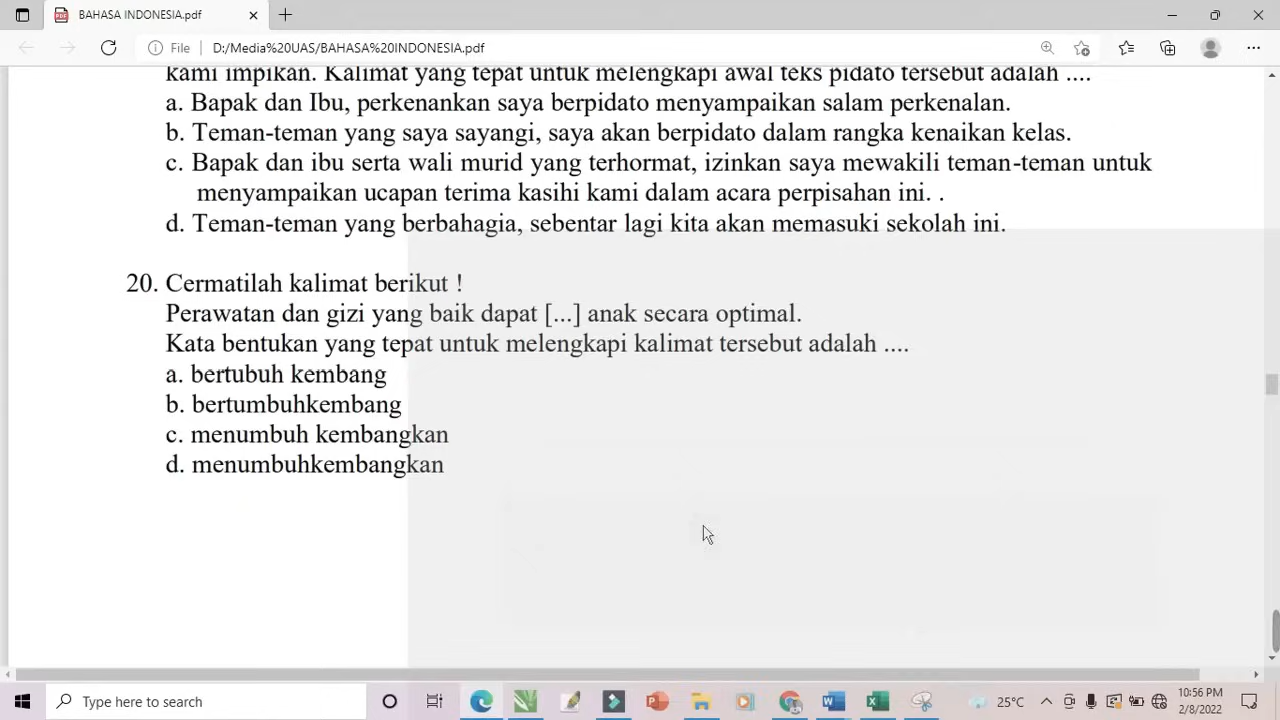 BAHASA INDONESIA.pdf
File
D:/Media%20UAS/BAHASA%20INDONESIA.pdf
kami impikan. Kalimat yang tepat untuk melengkapi awal teks pidato tersebut adalah ....
a. Bapak dan Ibu, perkenankan saya berpidato menyampaikan salam perkenalan.
b. Teman-teman yang saya sayangi, saya akan berpidato dalam rangka kenaikan kelas.
c. Bapak dan ibu serta wali murid yang terhormat, izinkan saya mewakili teman-teman untuk
menyampaikan ucapan terima kasihi kami dalam acara perpisahan ini. .
d. Teman-teman yang berbahagia, sebentar lagi kita akan memasuki sekolah ini.
20. Cermatilah kalimat berikut !
Perawatan dan gizi yang baik dapat [...] anak secara optimal.
Kata bentukan yang tepat untuk melengkapi kalimat tersebut adalah ....
a. bertubuh kembang
b. bertumbuhkembang
c. menumbuh kembangkan
d. menumbuhkembangkan
Type here to search
25°C
10:56 PM
2/8/2022